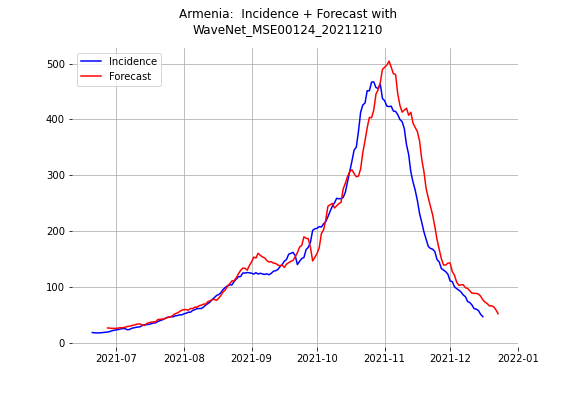 Armenia:  Incidence + Forecast with
WaveNet_MSE00124_20211210
Incidence
Forecast
500
400
300
200
100
0
2021-07 2021-08 2021-09 2021-10 2021-11 2021-12 2022-01